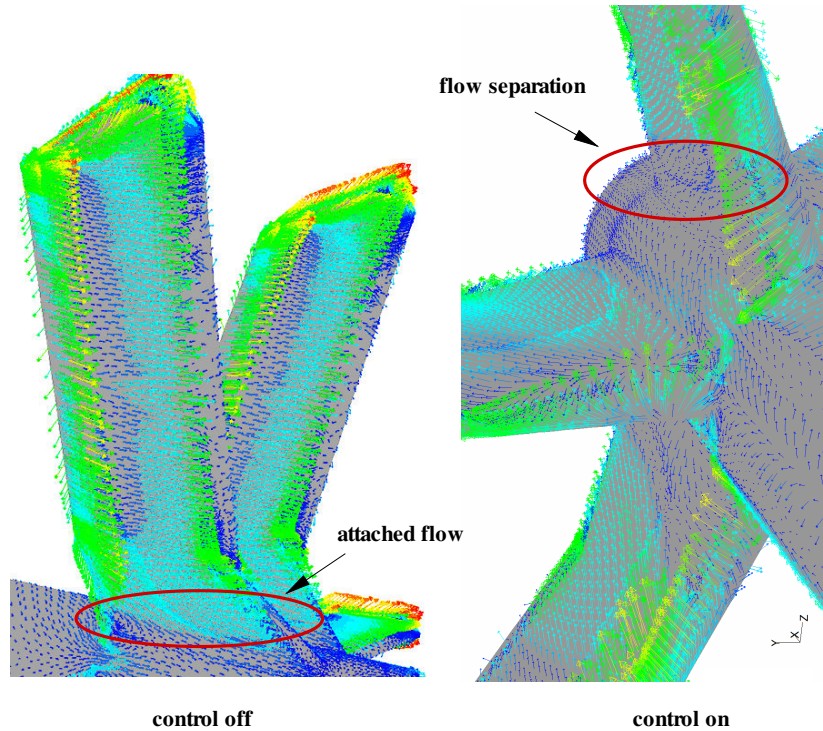 flow separation
attached flow
Y
X
Z
control off
control on